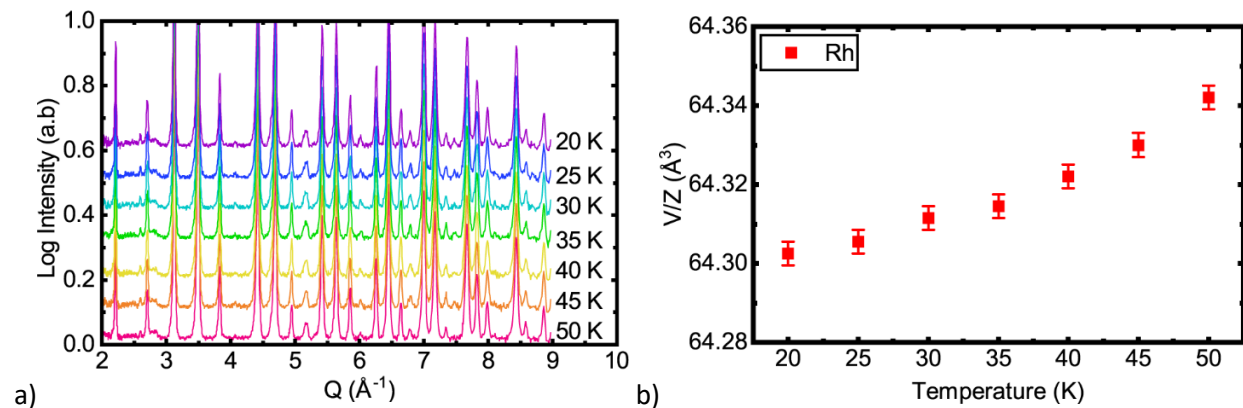 1.0
0.8
0.6
0.4
0.2
0.0
Log Intensity (a.b)
20 K
25 K
30 K
35 K
40 K
45 K
50 K
2 3 4 5 6 7 8 9 10
Q (Å⁻¹)
a)
64.36
64.34
64.32
64.30
64.28
V/Z (Å³)
Rh
20 25 30 35 40 45 50
Temperature (K)
b)